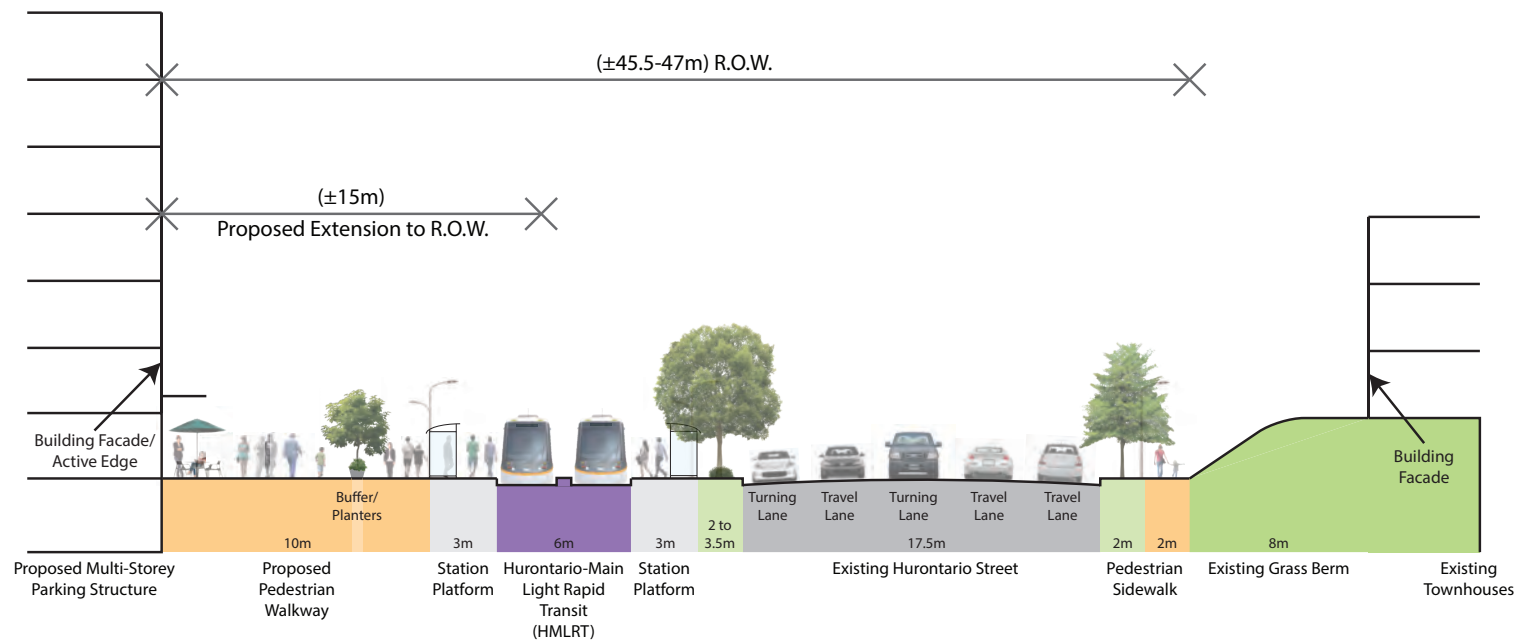 (±45.5-47m) R.O.W.
(±15m)
Proposed Extension to R.O.W.
Building Facade/
Active Edge
Building
Facade
Buffer/
Planters
Turning
Lane
Travel
Lane
Turning
Lane
Travel
Lane
Travel
Lane
10m
3m
6m
3m
2 to
3.5m
17.5m
2m
2m
8m
Proposed Multi-Storey
Parking Structure
Proposed
Pedestrian
Walkway
Station
Platform
Hurontario-Main
Light Rapid
Transit
(HMLRT)
Station
Platform
Existing Hurontario Street
Pedestrian
Sidewalk
Existing Grass Berm
Existing
Townhouses